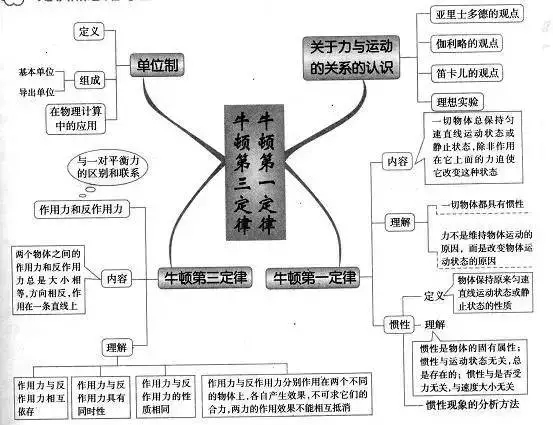 定义
基本单位
组成
导出单位
在物理计算
中的应用
单位制
关于力与运动
的关系的认识
亚里士多德的观点
伽利略的观点
笛卡儿的观点
理想实验
牛顿第一定律
牛顿第三定律
与一对平衡力
的区别和联系
作用力和反作用力
两个物体之间的
作用力和反作用
力总是大小相
等,方向相反,作
用在一条直线上
内容
牛顿第三定律
理解
作用力与反
作用力相互
依存
作用力与反
作用力具有
同时性
作用力与反
作用力的性
质相同
作用力与反作用力分别作用在两个不同
的物体上,各自产生效果,不可求它们的
合力,两力的作用效果不能相互抵消
牛顿第一定律
内容
一切物体总保持匀
速直线运动状态或
静止状态,除非作用
在它上面的力迫使
它改变这种状态
理解
一切物体都具有惯性
力不是维持物体运动的
原因,而是改变物体运
动状态的原因
惯性
定义
物体保持原来匀速
直线运动状态或静
止状态的性质
理解
惯性是物体的固有属性;
惯性与运动状态无关,总
是存在的;惯性与是否受
力无关,与速度大小无关
惯性现象的分析方法